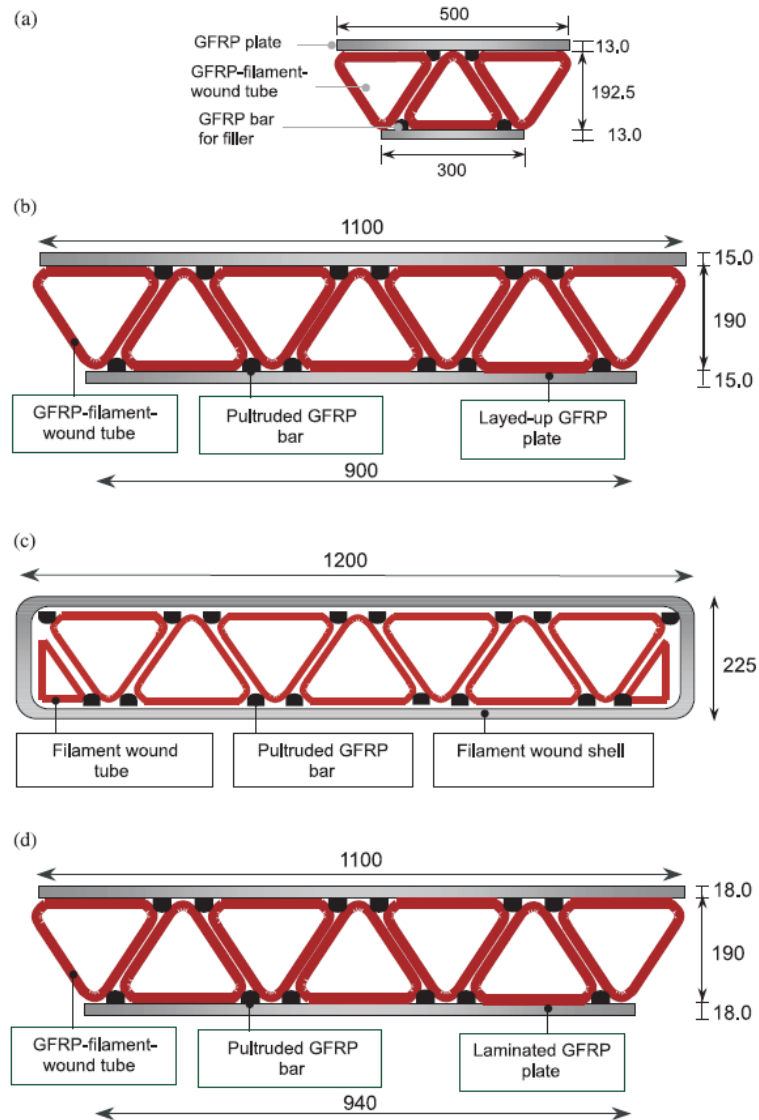 (a)
500
GFRP plate
13.0
GFRP-filament-
wound tube
192.5
GFRP bar
for filler
13.0
300
(b)
1100
15.0
190
15.0
GFRP-filament-
wound tube
Pultruded GFRP
bar
Layed-up GFRP
plate
900
(c)
1200
225
Filament wound
tube
Pultruded GFRP
bar
Filament wound shell
(d)
1100
18.0
190
18.0
GFRP-filament-
wound tube
Pultruded GFRP
bar
Laminated GFRP
plate
940